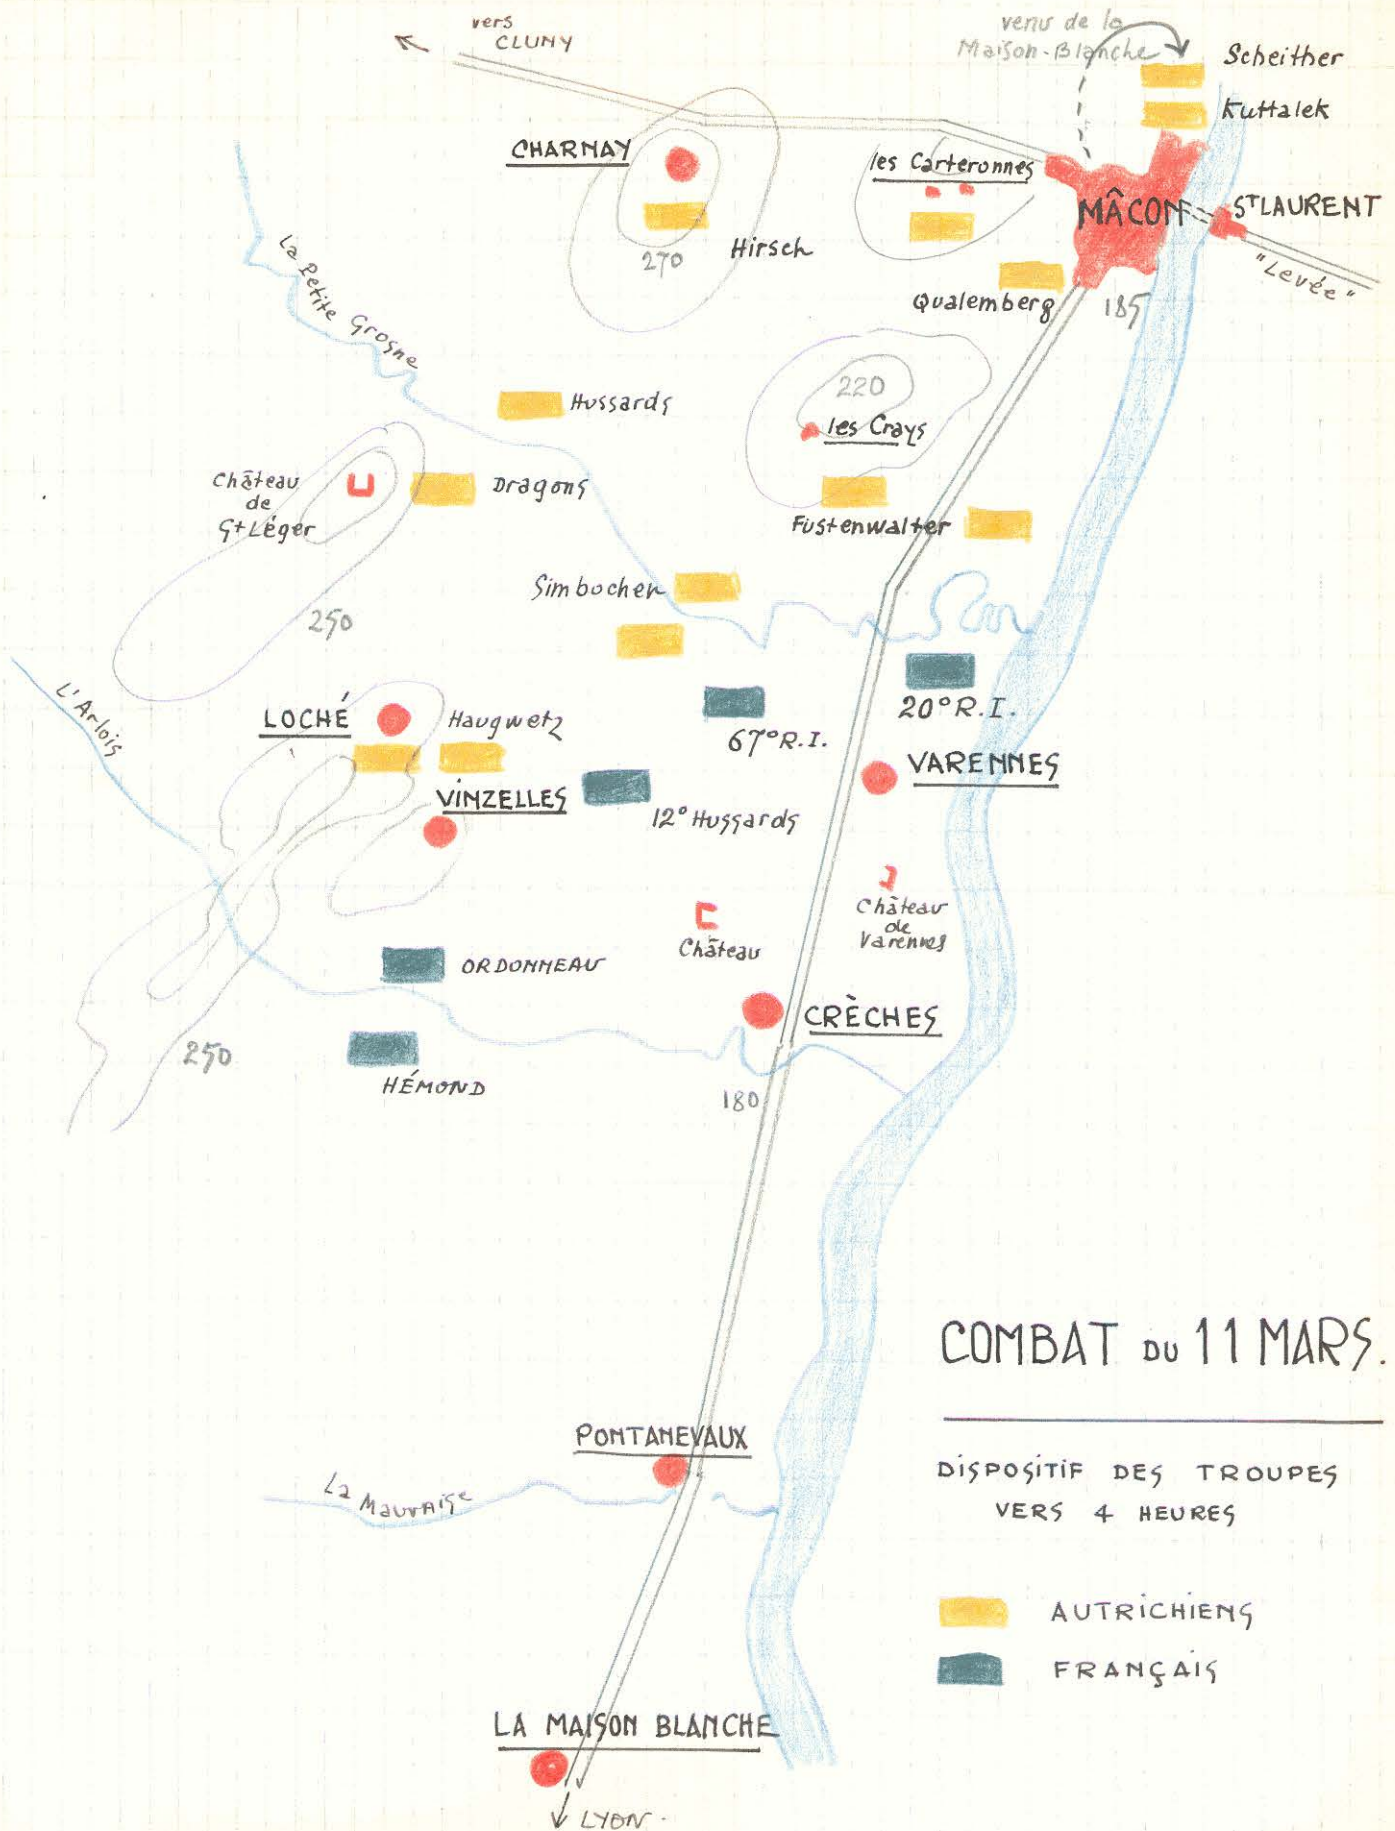 vers
CLUNY
venu de la
Maison-Blanche
Scheither
Kuttalek
CHARNAY
les Carteronnes
MÂCON
ST LAURENT
"Levée"
Hirsch
270
Qualemberg
185
La Petite Grosne
Hussards
220
les Crays
Château
de
St Léger
Dragons
Fustenwalter
Simbochen
250
L'Arlois
LOCHÉ
Haugwetz
67° R.I.
20° R.I.
VARENNES
VINZELLES
12° Hussards
Château
de
Varennes
Château
ORDONNEAU
CRÈCHES
250
HÉMOND
180
COMBAT DU 11 MARS.
PONTANEVAUX
DISPOSITIF DES TROUPES
VERS 4 HEURES
La Mauvaise
AUTRICHIENS
FRANÇAIS
LA MAISON BLANCHE
LYON.